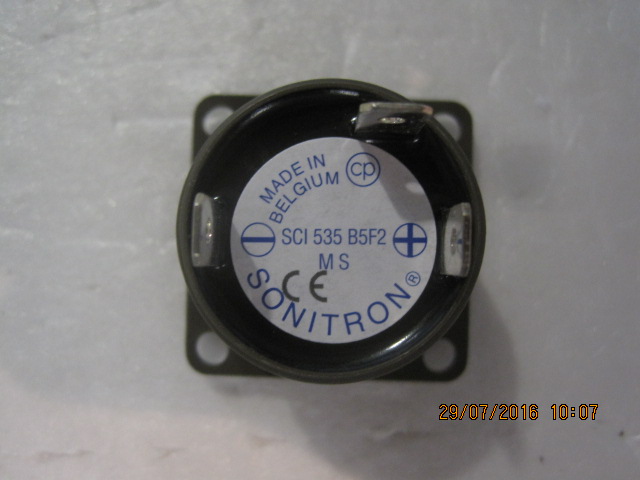 MADE IN
BELGIUM
cp
SCI 535 B5F2
M S
CE
SONITRON®
29/07/2016 10:07